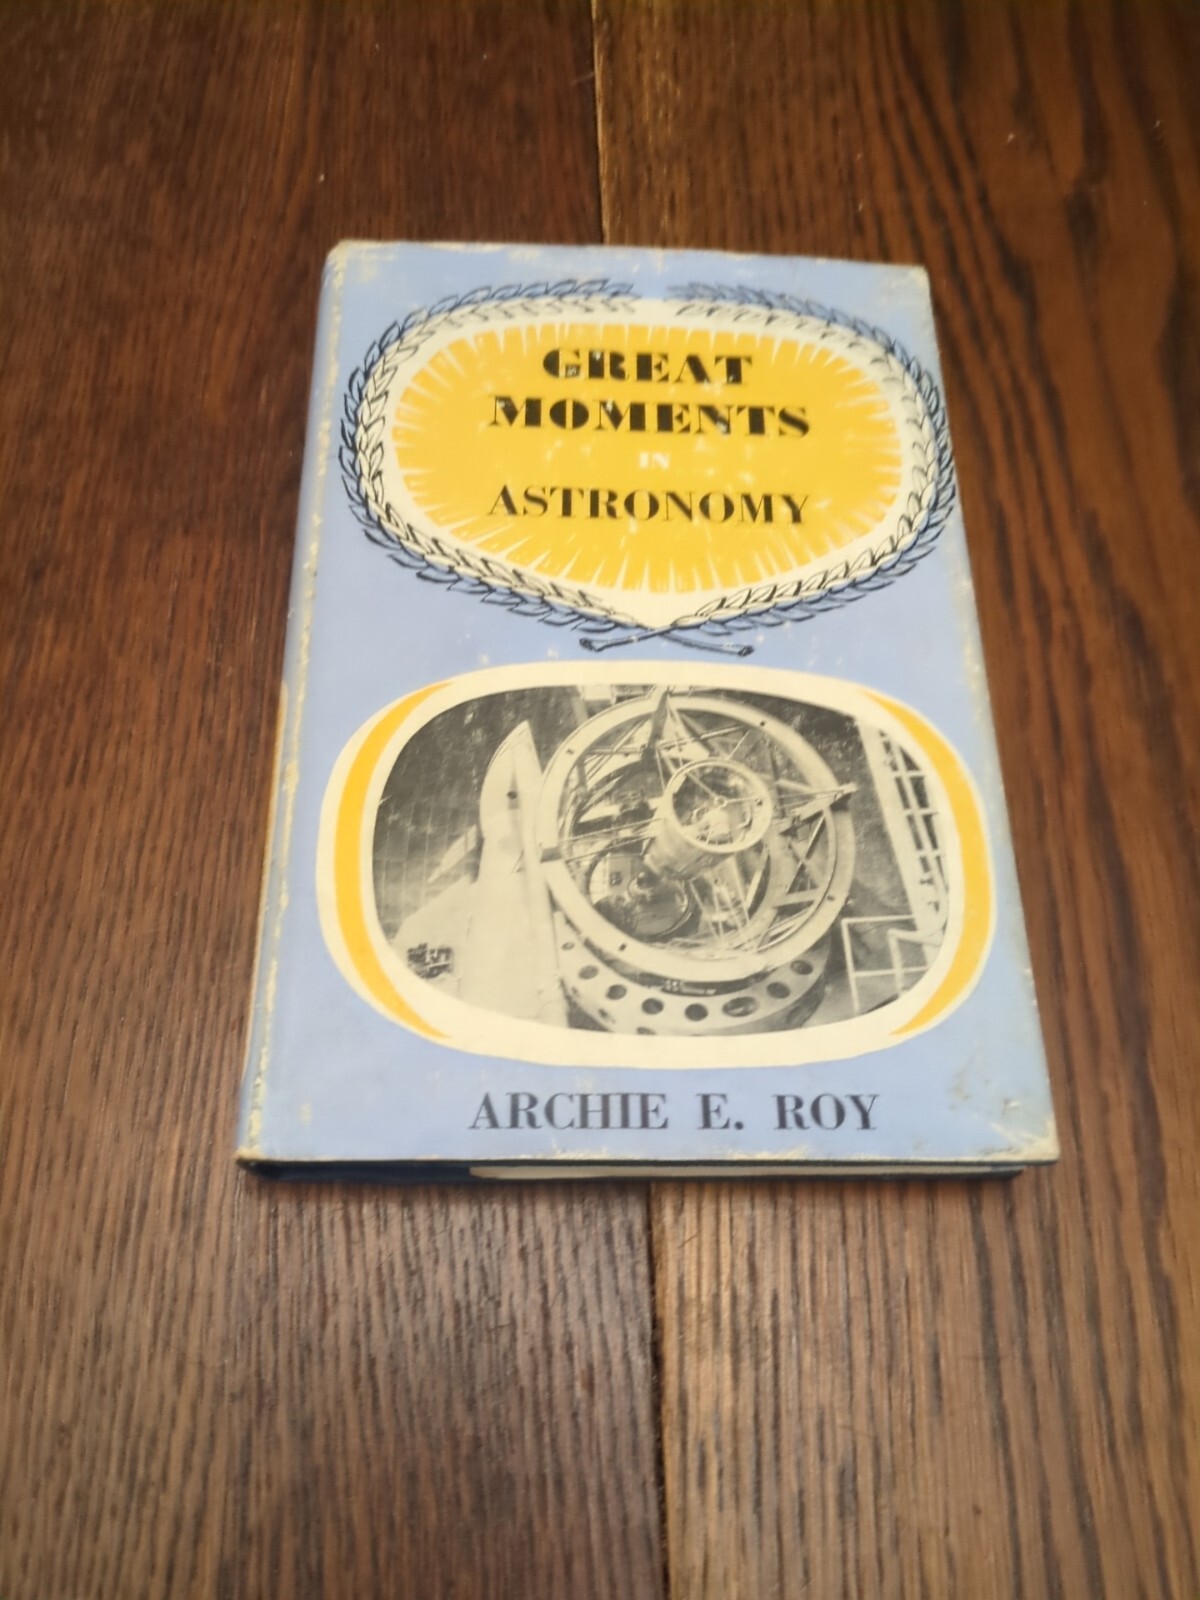 GREAT
MOMENTS
IN
ASTRONOMY
ARCHIE E. ROY